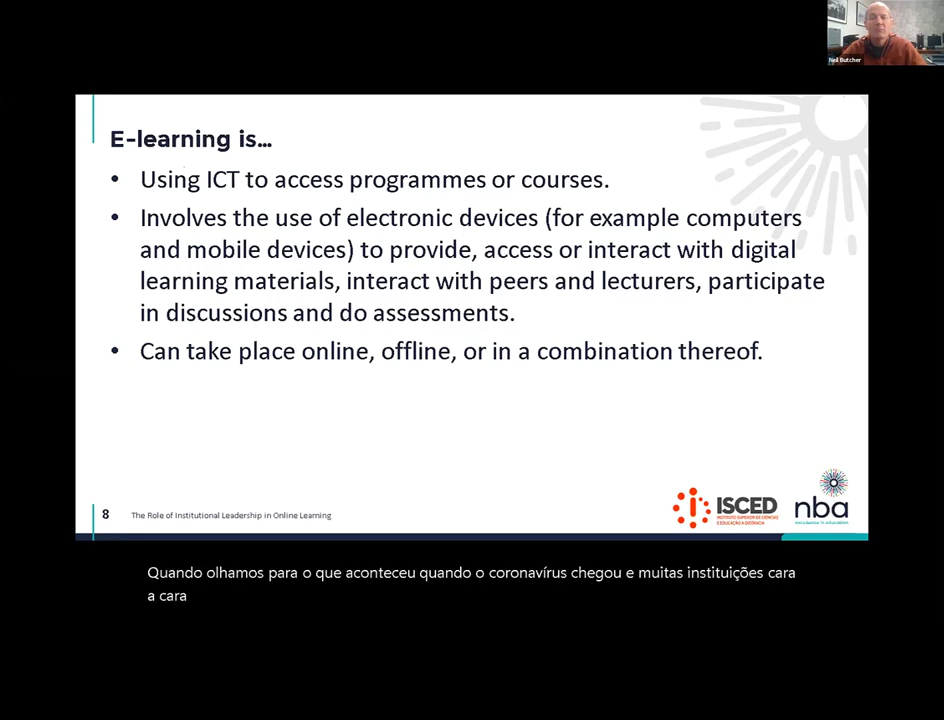 Neil Butcher
E-learning is...
• Using ICT to access programmes or courses.
• Involves the use of electronic devices (for example computers
and mobile devices) to provide, access or interact with digital
learning materials, interact with peers and lecturers, participate
in discussions and do assessments.
• Can take place online, offline, or in a combination thereof.
8 The Role of Institutional Leadership in Online Learning
ISCED
INSTITUTO SUPERIOR DE CIÊNCIAS
E EDUCAÇÃO A DISTÂNCIA
nba
Quando olhamos para o que aconteceu quando o coronavírus chegou e muitas instituições cara
a cara